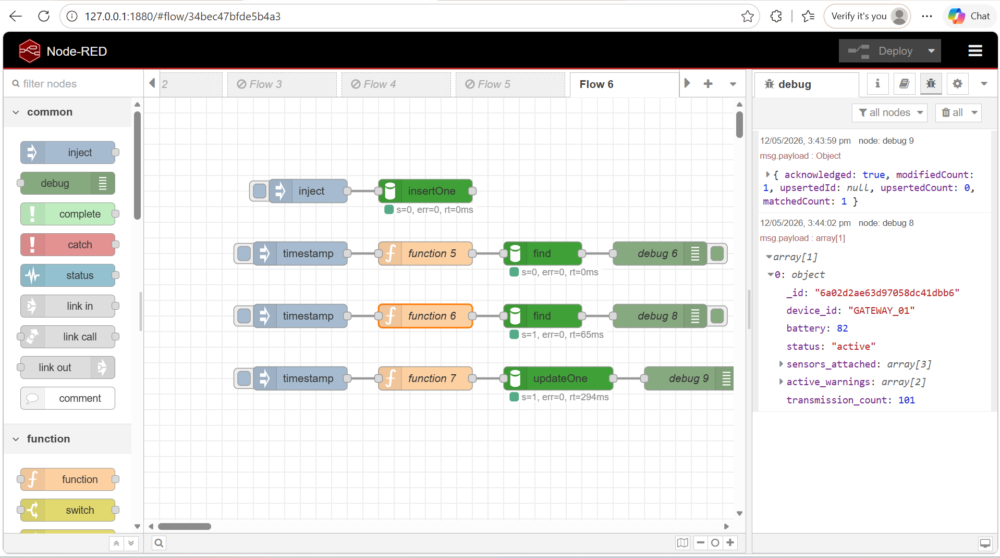 127.0.0.1:1880/#flow/34bec47bfde5b4a3
Verify it's you
Chat
Node-RED
Deploy
filter nodes
2
Flow 3
Flow 4
Flow 5
Flow 6
debug
all nodes
all
common
inject
debug
complete
catch
status
link in
link call
link out
comment
function
function
switch
inject
insertOne
s=0, err=0, rt=0ms
timestamp
function 5
find
debug 6
s=0, err=0, rt=0ms
timestamp
function 6
find
debug 8
s=1, err=0, rt=65ms
timestamp
function 7
updateOne
debug 9
s=1, err=0, rt=294ms
12/05/2026, 3:43:59 pm node: debug 9
msg.payload : Object
{ acknowledged: true, modifiedCount:
1, upsertedId: null, upsertedCount: 0,
matchedCount: 1 }
12/05/2026, 3:44:02 pm node: debug 8
msg.payload : array[1]
array[1]
0: object
_id: "6a02d2ae63d97058dc41dbb6"
device_id: "GATEWAY_01"
battery: 82
status: "active"
sensors_attached: array[3]
active_warnings: array[2]
transmission_count: 101